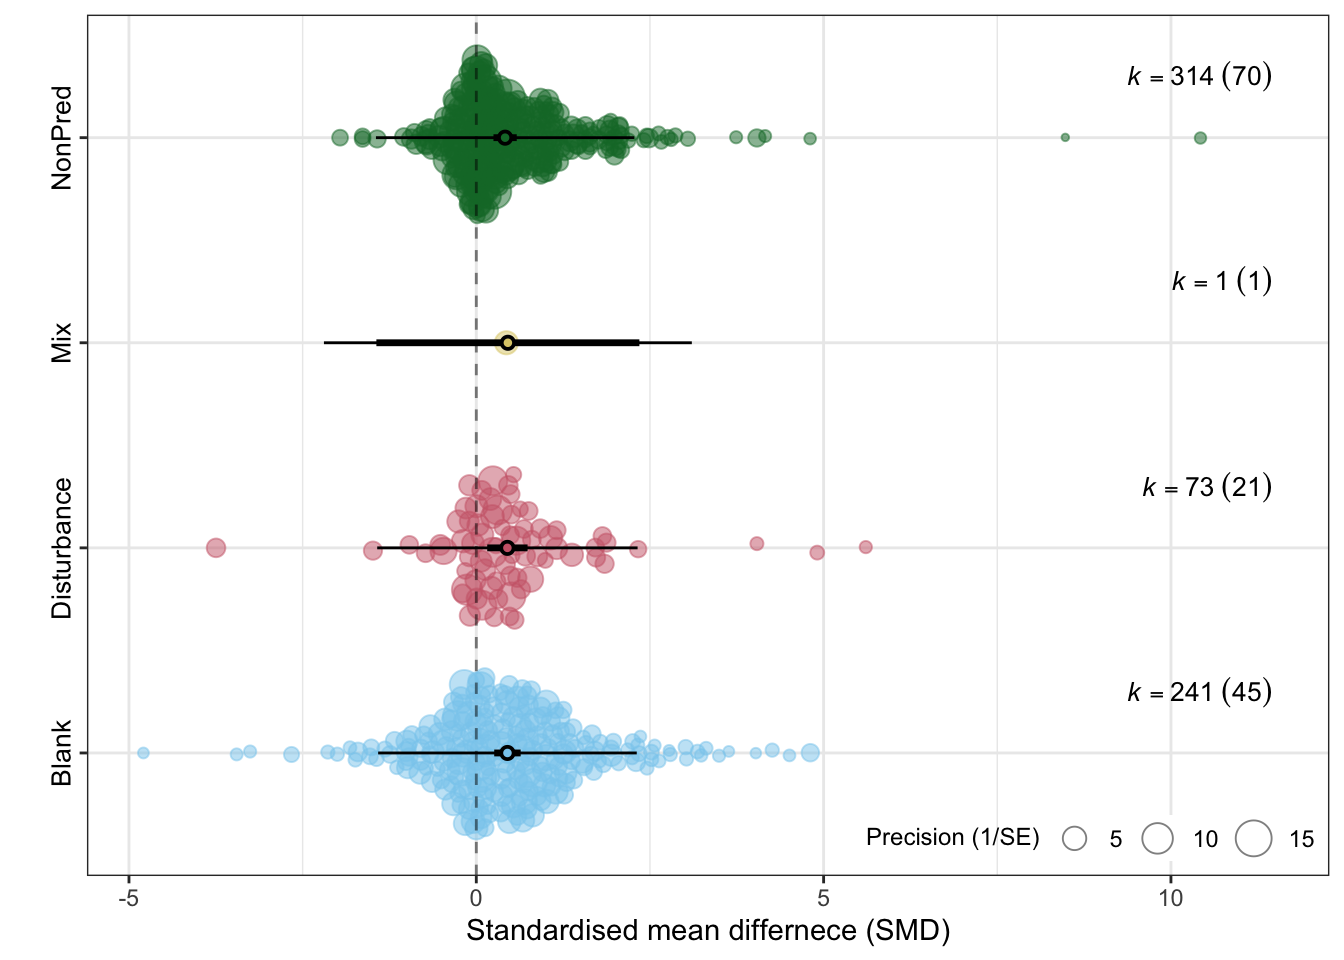 NonPred
k = 314 (70)
Mix
k = 1 (1)
Disturbance
k = 73 (21)
Blank
k = 241 (45)
Precision (1/SE) 5 10 15
-5 0 5 10
Standardised mean differnece (SMD)